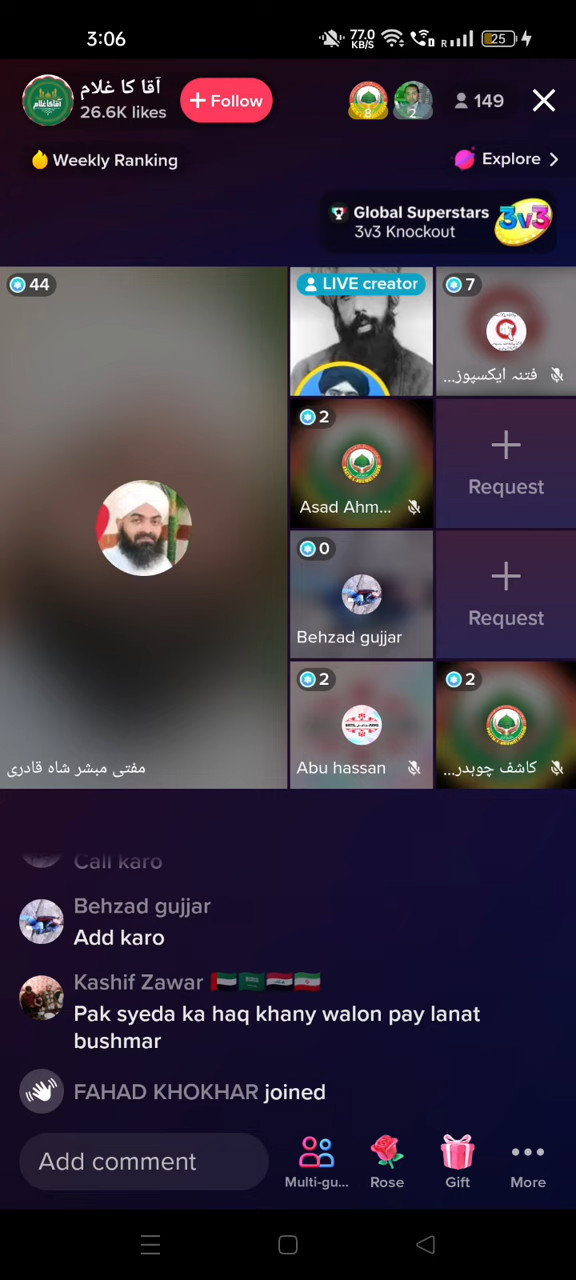 3:06
77.0
KB/S
R
25
آقا کا غلام
26.6K likes
+ Follow
8
2
149
Weekly Ranking
Explore
Global Superstars
3v3 Knockout
3v3
44
LIVE creator
7
فتنہ ایکسپوز...
2
Asad Ahm...
Request
0
Behzad gujjar
Request
2
Abu hassan
2
کاشف چوہدر...
مفتی مبشر شاہ قادری
Call karo
Behzad gujjar
Add karo
Kashif Zawar
Pak syeda ka haq khany walon pay lanat
bushmar
FAHAD KHOKHAR joined
Add comment
Multi-gu...
Rose
Gift
More